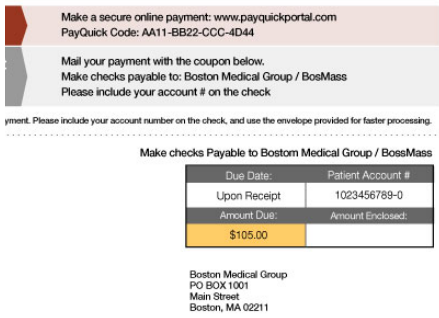 Make a secure online payment: www.payquickportal.com
PayQuick Code: AA11-BB22-CCC-4D44
Mail your payment with the coupon below.
Make checks payable to: Boston Medical Group / BosMass
Please include your account # on the check
yment. Please include your account number on the check, and use the envelope provided for faster processing.
Make checks Payable to Bostom Medical Group / BossMass
Due Date: Patient Account #
Upon Receipt 1023456789-0
Amount Due: Amount Enclosed:
$105.00
Boston Medical Group
PO BOX 1001
Main Street
Boston, MA 02211